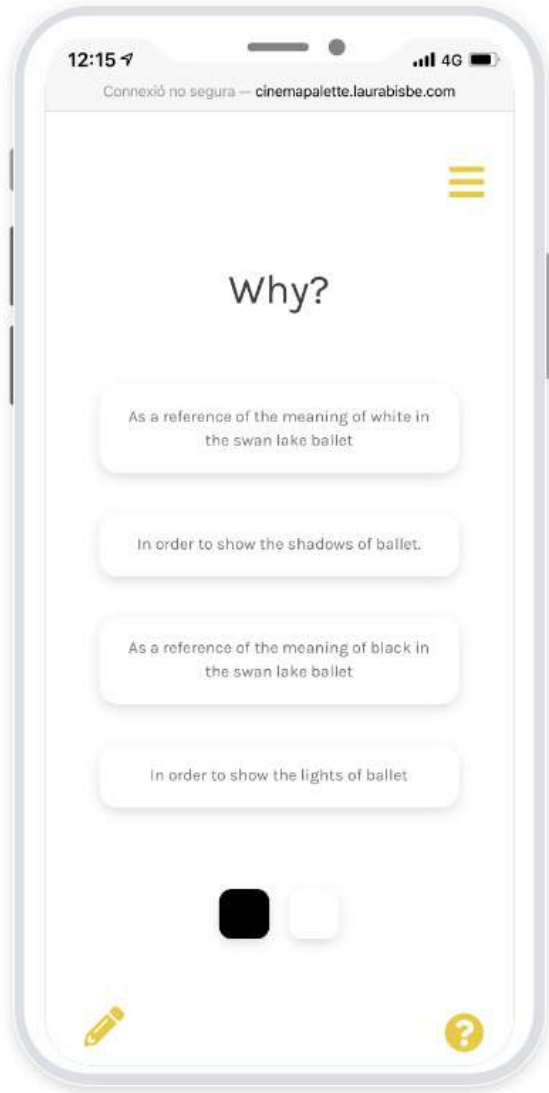 12:15
4G
Connexió no segura — cinemapalette.laurabisbe.com
Why?
As a reference of the meaning of white in
the swan lake ballet
In order to show the shadows of ballet.
As a reference of the meaning of black in
the swan lake ballet
In order to show the lights of ballet
?